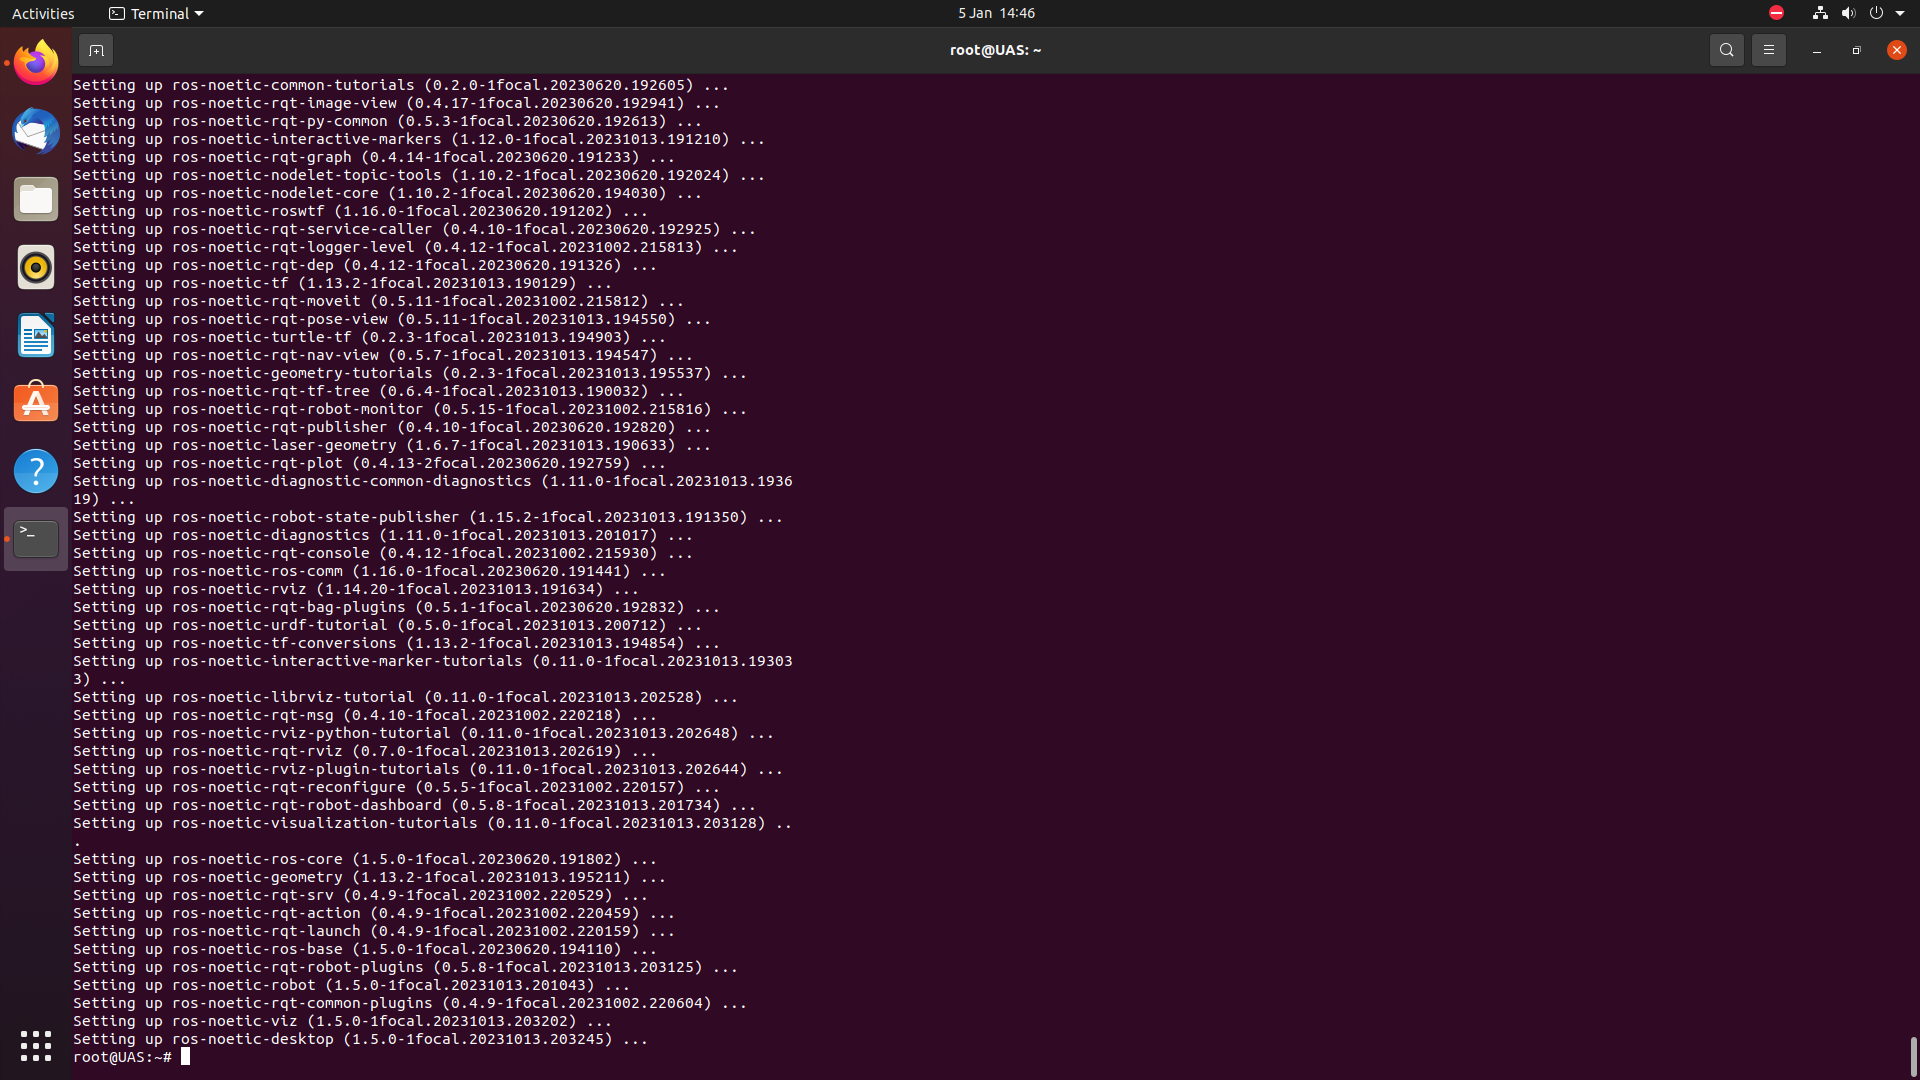 Activities Terminal 5 Jan 14:46
root@UAS: ~
Setting up ros-noetic-common-tutorials (0.2.0-1focal.20230620.192605) ...
Setting up ros-noetic-rqt-image-view (0.4.17-1focal.20230620.192941) ...
Setting up ros-noetic-rqt-py-common (0.5.3-1focal.20230620.192613) ...
Setting up ros-noetic-interactive-markers (1.12.0-1focal.20231013.191210) ...
Setting up ros-noetic-rqt-graph (0.4.14-1focal.20230620.191233) ...
Setting up ros-noetic-nodelet-topic-tools (1.10.2-1focal.20230620.192024) ...
Setting up ros-noetic-nodelet-core (1.10.2-1focal.20230620.194030) ...
Setting up ros-noetic-roswtf (1.16.0-1focal.20230620.191202) ...
Setting up ros-noetic-rqt-service-caller (0.4.10-1focal.20230620.192925) ...
Setting up ros-noetic-rqt-logger-level (0.4.12-1focal.20231002.215813) ...
Setting up ros-noetic-rqt-dep (0.4.12-1focal.20230620.191326) ...
Setting up ros-noetic-tf (1.13.2-1focal.20231013.190129) ...
Setting up ros-noetic-rqt-moveit (0.5.11-1focal.20231002.215812) ...
Setting up ros-noetic-rqt-pose-view (0.5.11-1focal.20231013.194550) ...
Setting up ros-noetic-turtle-tf (0.2.3-1focal.20231013.194903) ...
Setting up ros-noetic-rqt-nav-view (0.5.7-1focal.20231013.194547) ...
Setting up ros-noetic-geometry-tutorials (0.2.3-1focal.20231013.195537) ...
Setting up ros-noetic-rqt-tf-tree (0.6.4-1focal.20231013.190032) ...
Setting up ros-noetic-rqt-robot-monitor (0.5.15-1focal.20231002.215816) ...
Setting up ros-noetic-rqt-publisher (0.4.10-1focal.20230620.192820) ...
Setting up ros-noetic-laser-geometry (1.6.7-1focal.20231013.190633) ...
Setting up ros-noetic-rqt-plot (0.4.13-2focal.20230620.192759) ...
Setting up ros-noetic-diagnostic-common-diagnostics (1.11.0-1focal.20231013.1936
19) ...
Setting up ros-noetic-robot-state-publisher (1.15.2-1focal.20231013.191350) ...
Setting up ros-noetic-diagnostics (1.11.0-1focal.20231013.201017) ...
Setting up ros-noetic-rqt-console (0.4.12-1focal.20231002.215930) ...
Setting up ros-noetic-ros-comm (1.16.0-1focal.20230620.191441) ...
Setting up ros-noetic-rviz (1.14.20-1focal.20231013.191634) ...
Setting up ros-noetic-rqt-bag-plugins (0.5.1-1focal.20230620.192832) ...
Setting up ros-noetic-urdf-tutorial (0.5.0-1focal.20231013.200712) ...
Setting up ros-noetic-tf-conversions (1.13.2-1focal.20231013.194854) ...
Setting up ros-noetic-interactive-marker-tutorials (0.11.0-1focal.20231013.19303
3) ...
Setting up ros-noetic-librviz-tutorial (0.11.0-1focal.20231013.202528) ...
Setting up ros-noetic-rqt-msg (0.4.10-1focal.20231002.220218) ...
Setting up ros-noetic-rviz-python-tutorial (0.11.0-1focal.20231013.202648) ...
Setting up ros-noetic-rqt-rviz (0.7.0-1focal.20231013.202619) ...
Setting up ros-noetic-rviz-plugin-tutorials (0.11.0-1focal.20231013.202644) ...
Setting up ros-noetic-rqt-reconfigure (0.5.5-1focal.20231002.220157) ...
Setting up ros-noetic-rqt-robot-dashboard (0.5.8-1focal.20231013.201734) ...
Setting up ros-noetic-visualization-tutorials (0.11.0-1focal.20231013.203128) ..
.
Setting up ros-noetic-ros-core (1.5.0-1focal.20230620.191802) ...
Setting up ros-noetic-geometry (1.13.2-1focal.20231013.195211) ...
Setting up ros-noetic-rqt-srv (0.4.9-1focal.20231002.220529) ...
Setting up ros-noetic-rqt-action (0.4.9-1focal.20231002.220459) ...
Setting up ros-noetic-rqt-launch (0.4.9-1focal.20231002.220159) ...
Setting up ros-noetic-ros-base (1.5.0-1focal.20230620.194110) ...
Setting up ros-noetic-rqt-robot-plugins (0.5.8-1focal.20231013.203125) ...
Setting up ros-noetic-robot (1.5.0-1focal.20231013.201043) ...
Setting up ros-noetic-rqt-common-plugins (0.4.9-1focal.20231002.220604) ...
Setting up ros-noetic-viz (1.5.0-1focal.20231013.203202) ...
Setting up ros-noetic-desktop (1.5.0-1focal.20231013.203245) ...
root@UAS:~#